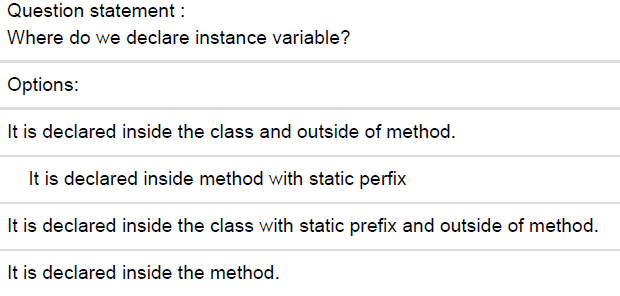 Question statement :
Where do we declare instance variable?
Options:
It is declared inside the class and outside of method.
It is declared inside method with static perfix
It is declared inside the class with static prefix and outside of method.
It is declared inside the method.